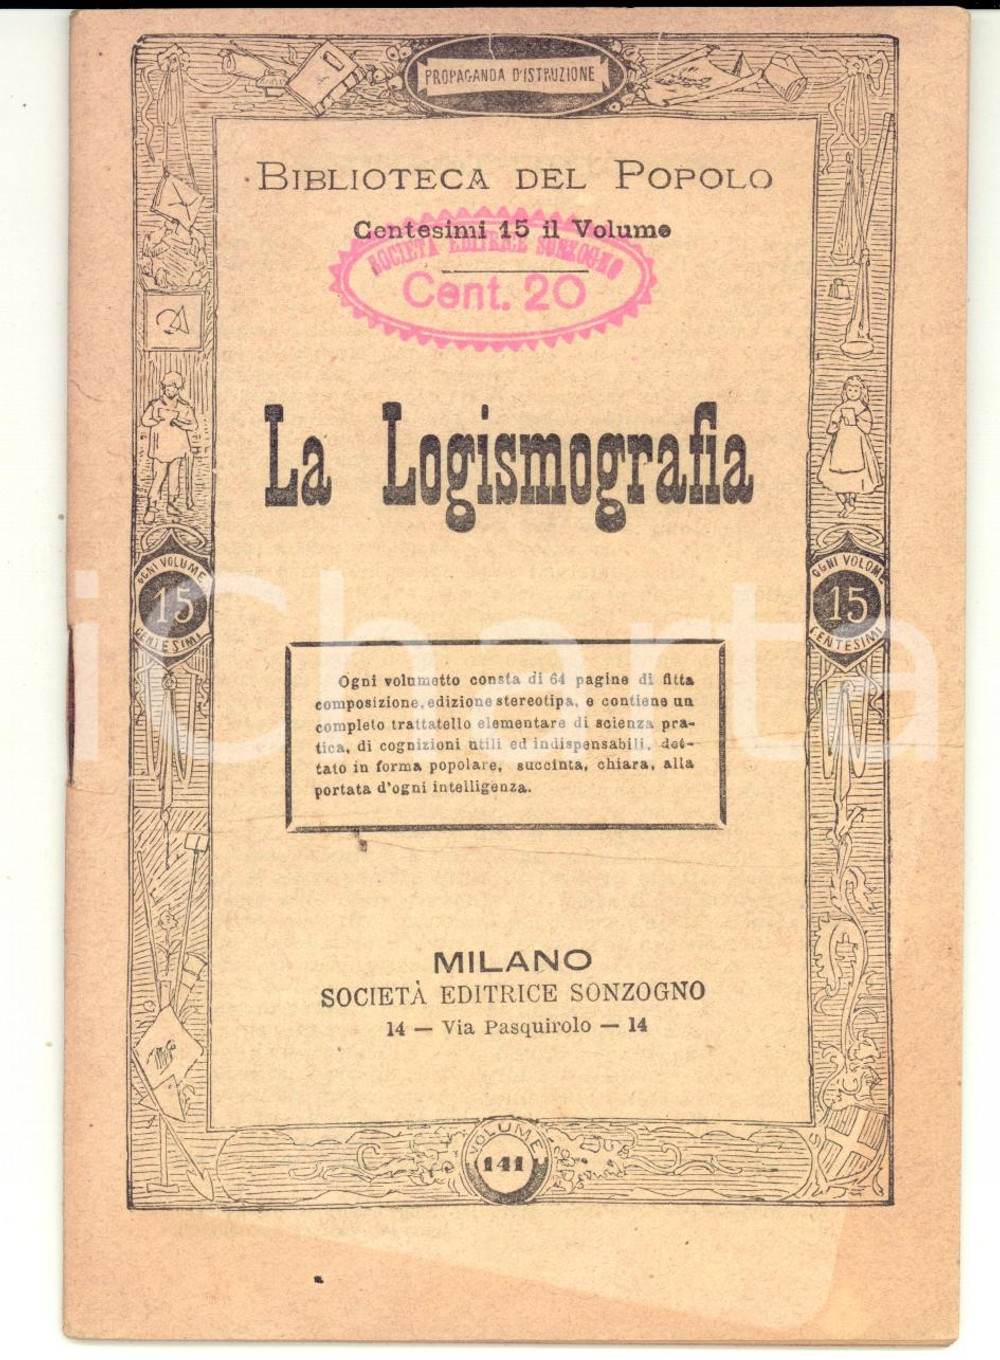 PROPAGANDA D'ISTRUZIONE
BIBLIOTECA DEL POPOLO
Centesimi 15 il Volume
SOCIETÀ EDITRICE SONZOGNO
Cent. 20
La Logismografia
OGNI VOLUME
15
CENTESIMI
OGNI VOLUME
15
CENTESIMI
Ogni volumetto consta di 64 pagine di fitta
composizione, edizione stereotipa, e contiene un
completo trattatello elementare di scienza pra-
tica, di cognizioni utili ed indispensabili, det-
tato in forma popolare, succinta, chiara, alla
portata d'ogni intelligenza.
iCharta
MILANO
SOCIETÀ EDITRICE SONZOGNO
14 — Via Pasquirolo — 14
VOLUME
141